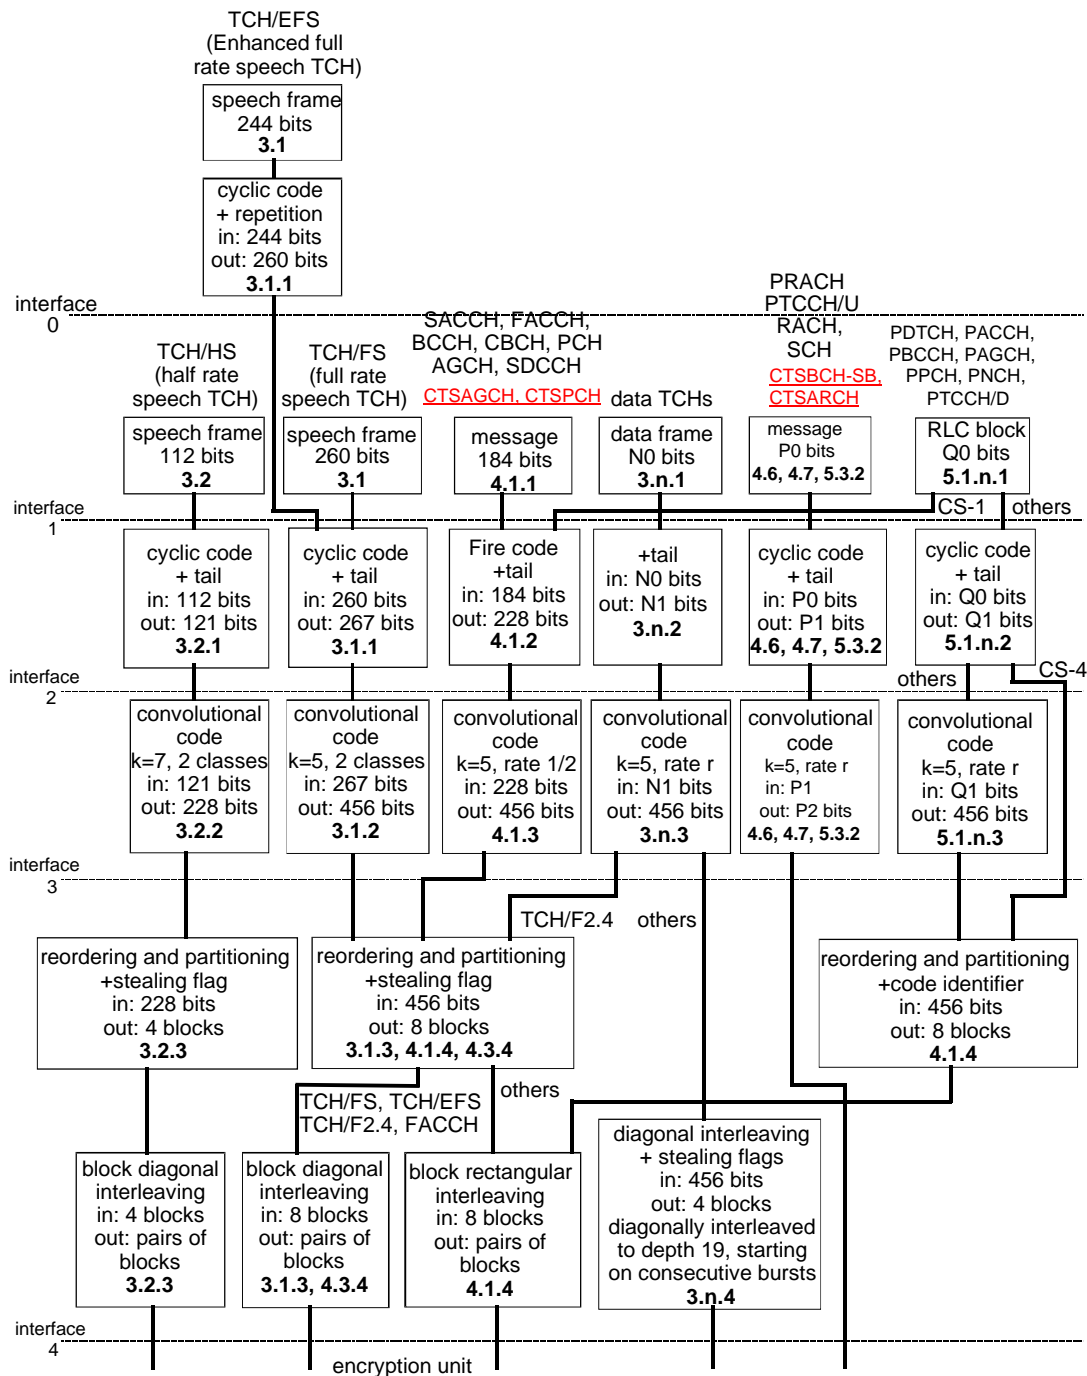 TCH/EFS
(Enhanced full
rate speech TCH)
speech frame
244 bits
3.1
cyclic code
+ repetition
in: 244 bits
out: 260 bits
3.1.1
interface
0
TCH/HS
(half rate
speech TCH)
TCH/FS
(full rate
speech TCH)
SACCH, FACCH,
BCCH, CBCH, PCH
AGCH, SDCCH
CTSAGCH, CTSPCH
data TCHs
PRACH
PTCCH/U
RACH,
SCH
CTSBCH-SB,
CTSARCH
PDTCH, PACCH,
PBCCH, PAGCH,
PPCH, PNCH,
PTCCH/D
speech frame
112 bits
3.2
speech frame
260 bits
3.1
message
184 bits
4.1.1
data frame
N0 bits
3.n.1
message
P0 bits
4.6, 4.7, 5.3.2
RLC block
Q0 bits
5.1.n.1
interface
1
CS-1
others
cyclic code
+ tail
in: 112 bits
out: 121 bits
3.2.1
cyclic code
+ tail
in: 260 bits
out: 267 bits
3.1.1
Fire code
+tail
in: 184 bits
out: 228 bits
4.1.2
+tail
in: N0 bits
out: N1 bits
3.n.2
cyclic code
+ tail
in: P0 bits
out: P1 bits
4.6, 4.7, 5.3.2
cyclic code
+ tail
in: Q0 bits
out: Q1 bits
5.1.n.2
interface
2
others
CS-4
convolutional
code
k=7, 2 classes
in: 121 bits
out: 228 bits
3.2.2
convolutional
code
k=5, 2 classes
in: 267 bits
out: 456 bits
3.1.2
convolutional
code
k=5, rate 1/2
in: 228 bits
out: 456 bits
4.1.3
convolutional
code
k=5, rate r
in: N1 bits
out: 456 bits
3.n.3
convolutional
code
k=5, rate r
in: P1
out: P2 bits
4.6, 4.7, 5.3.2
convolutional
code
k=5, rate r
in: Q1 bits
out: 456 bits
5.1.n.3
interface
3
TCH/F2.4
others
reordering and partitioning
+stealing flag
in: 228 bits
out: 4 blocks
3.2.3
reordering and partitioning
+stealing flag
in: 456 bits
out: 8 blocks
3.1.3, 4.1.4, 4.3.4
reordering and partitioning
+code identifier
in: 456 bits
out: 8 blocks
4.1.4
TCH/FS, TCH/EFS
TCH/F2.4, FACCH
others
block diagonal
interleaving
in: 4 blocks
out: pairs of
blocks
3.2.3
block diagonal
interleaving
in: 8 blocks
out: pairs of
blocks
3.1.3, 4.3.4
block rectangular
interleaving
in: 8 blocks
out: pairs of
blocks
4.1.4
diagonal interleaving
+ stealing flags
in: 456 bits
out: 4 blocks
diagonally interleaved
to depth 19, starting
on consecutive bursts
3.n.4
interface
4
encryption unit